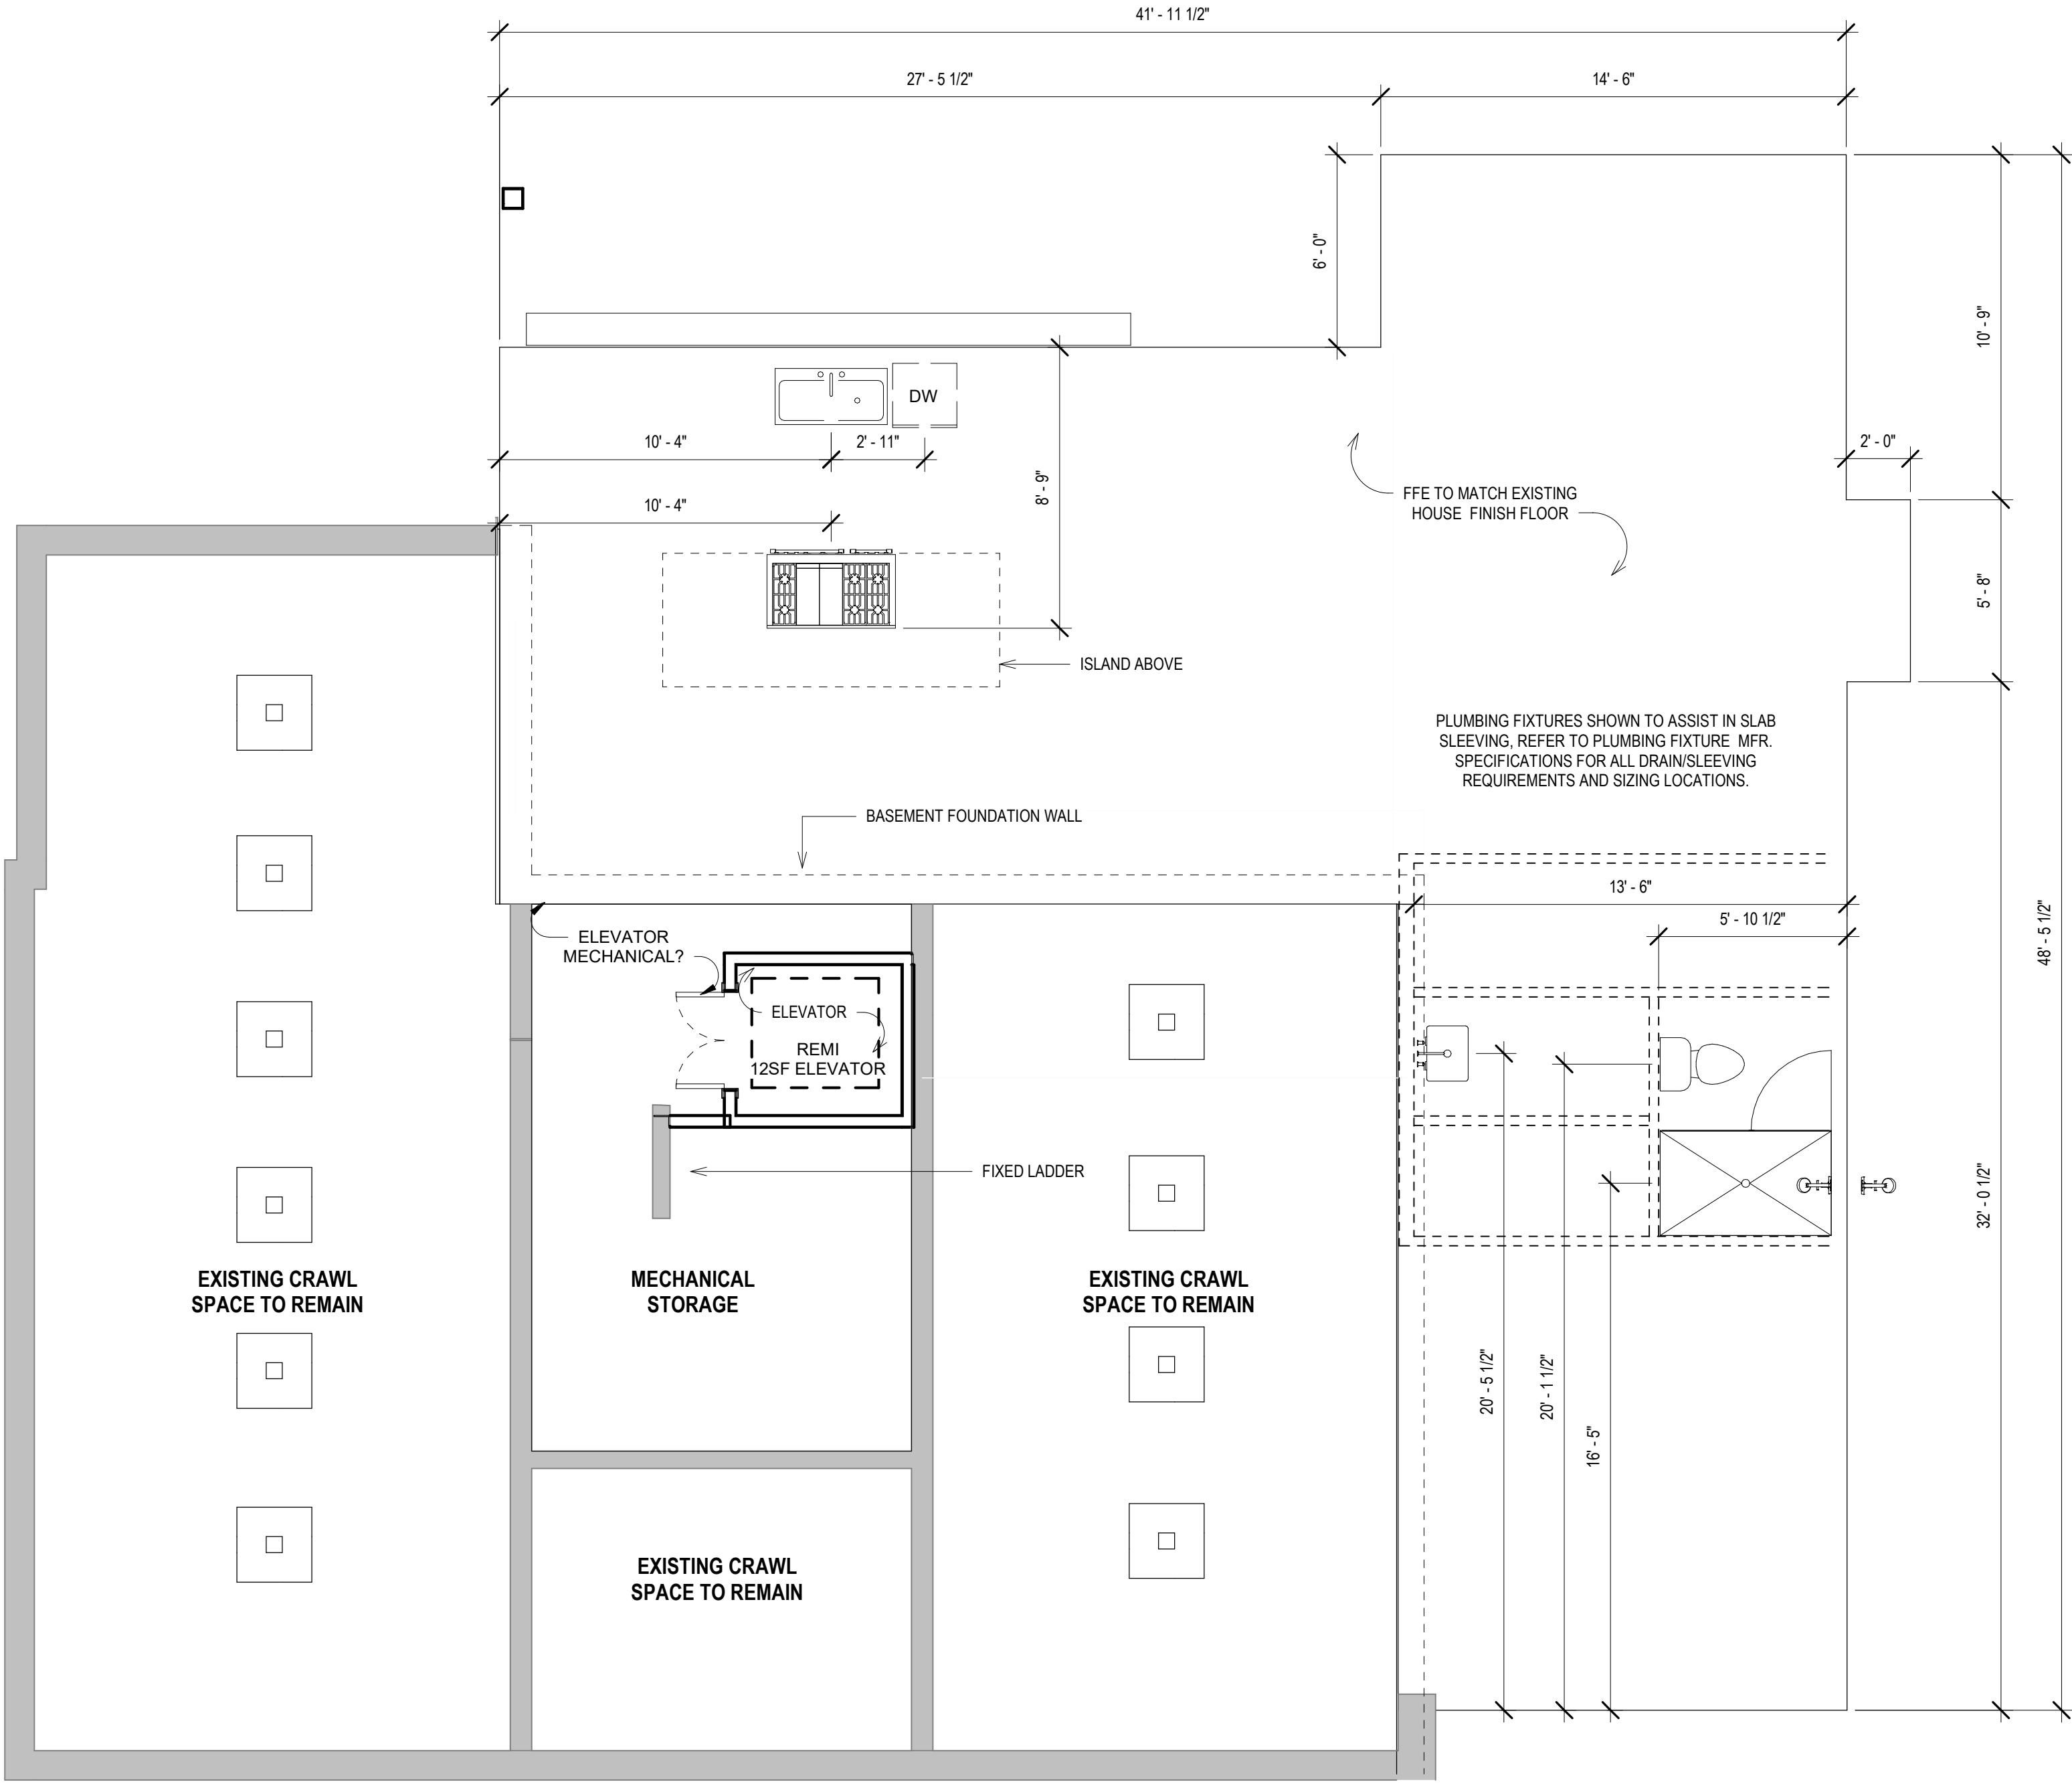 41' - 11 1/2"
27' - 5 1/2"
14' - 6"
6' - 0"
10' - 9"
DW
10' - 4"
2' - 11"
2' - 0"
8' - 9"
10' - 4"
FFE TO MATCH EXISTING
HOUSE FINISH FLOOR
5' - 8"
ISLAND ABOVE
PLUMBING FIXTURES SHOWN TO ASSIST IN SLAB
SLEEVING, REFER TO PLUMBING FIXTURE MFR.
SPECIFICATIONS FOR ALL DRAIN/SLEEVING
REQUIREMENTS AND SIZING LOCATIONS.
BASEMENT FOUNDATION WALL
13' - 6"
5' - 10 1/2"
48' - 5 1/2"
ELEVATOR
MECHANICAL?
ELEVATOR
REMI
12SF ELEVATOR
FIXED LADDER
32' - 0 1/2"
EXISTING CRAWL
SPACE TO REMAIN
MECHANICAL
STORAGE
EXISTING CRAWL
SPACE TO REMAIN
20' - 5 1/2"
20' - 1 1/2"
16' - 5"
EXISTING CRAWL
SPACE TO REMAIN